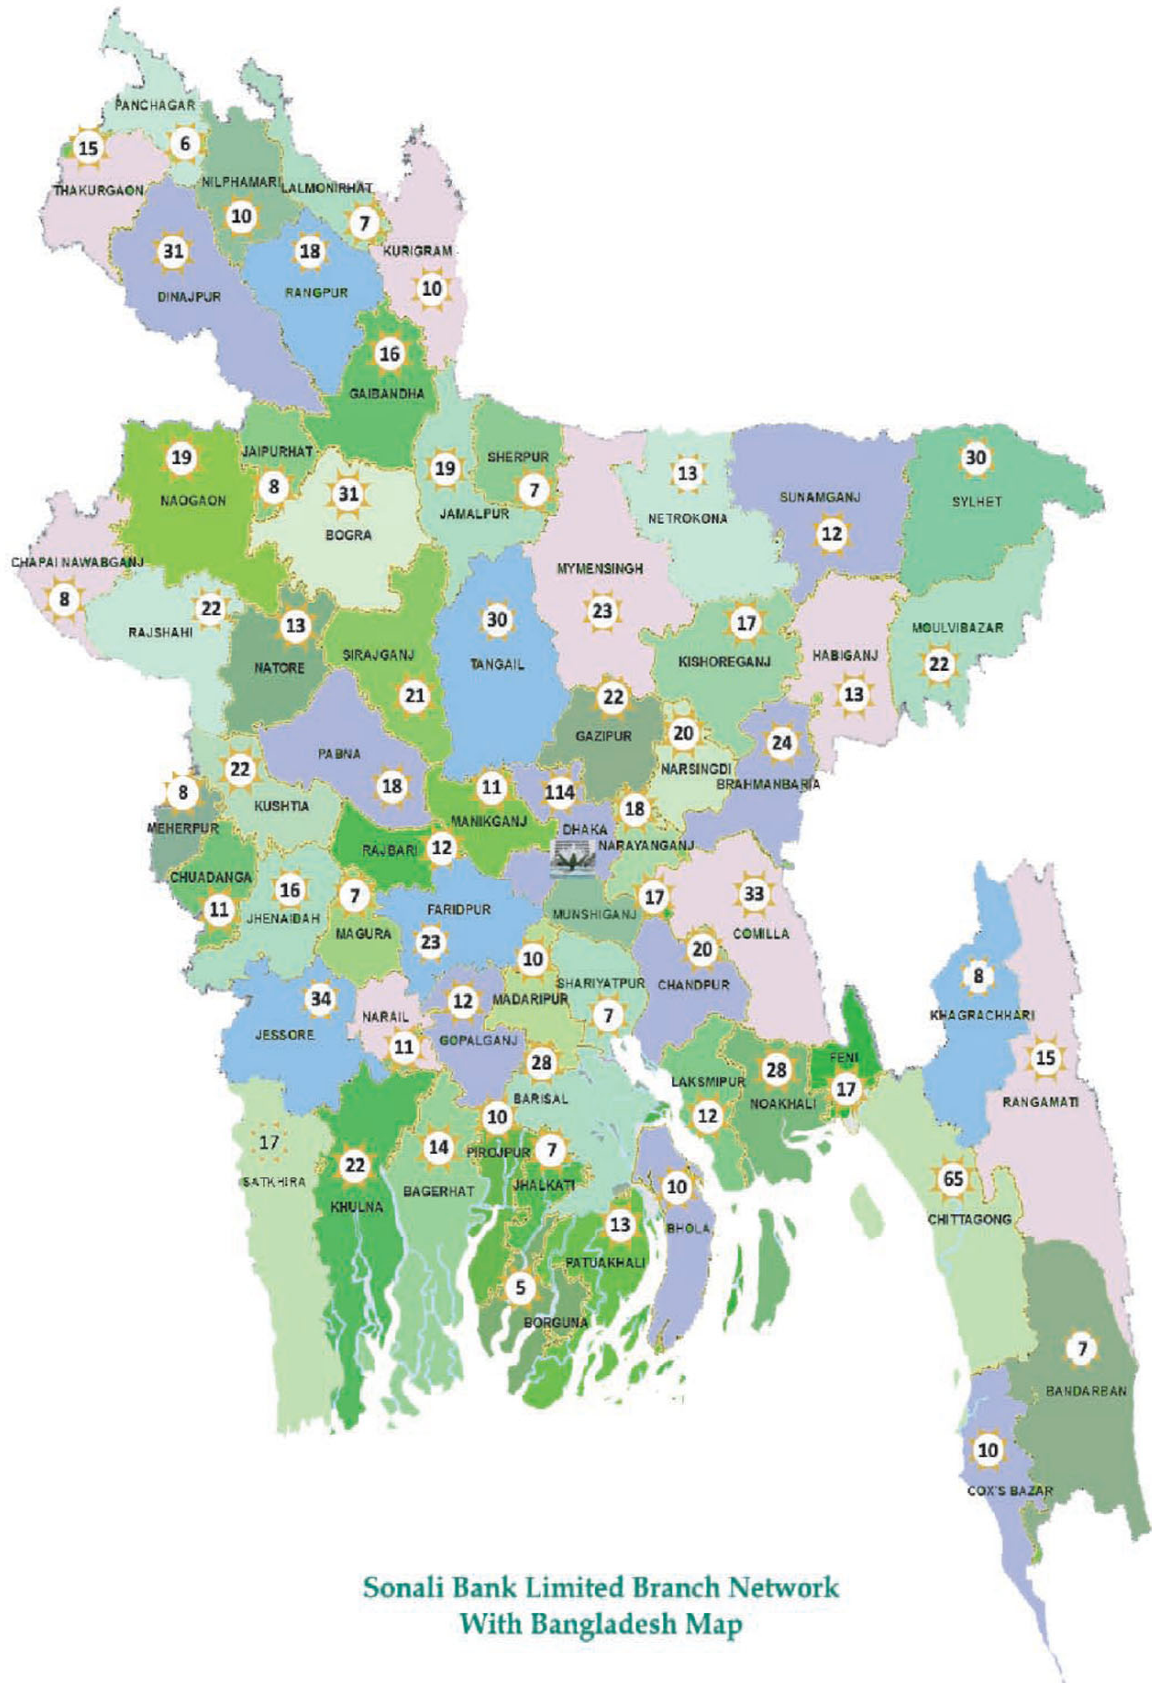 PANCHAGAR
15
6
THAKURGAON
NILPHAMARI
LALMONIRHAT
10
7
31
18
KURIGRAM
DINAJPUR
RANGPUR
10
16
GAIBANDHA
19
JAIPURHAT
19
SHERPUR
13
30
NAOGAON
8
31
7
SUNAMGANJ
SYLHET
BOGRA
JAMALPUR
NETROKONA
12
CHAPAI NAWABGANJ
MYMENSINGH
8
22
13
30
23
17
RAJSHAHI
MOULVIBAZAR
NATORE
SIRAJGANJ
TANGAIL
KISHOREGANJ
HABIGANJ
22
21
22
13
GAZIPUR
20
24
PABNA
22
NARSINGDI
8
18
11
114
BRAHMANBARIA
KUSHTIA
18
MEHERPUR
MANIKGANJ
DHAKA
RAJBARI
12
NARAYANGANJ
CHUADANGA
16
7
17
33
11
JHENAIDAH
FARIDPUR
MUNSHIGANJ
MAGURA
23
COMILLA
10
20
8
34
12
MADARIPUR
SHARIYATPUR
CHANDPUR
NARAIL
7
KHAGRACHHARI
JESSORE
11
GOPALGANJ
28
28
FENI
15
LAKSMIPUR
17
BARISAL
NOAKHALI
RANGAMATI
10
12
17
14
PIROJPUR
7
22
SATKHIRA
BAGERHAT
JHALKATI
10
65
KHULNA
13
BHOLA
CHITTAGONG
PATUAKHALI
5
BORGUNA
7
BANDARBAN
10
COX'S BAZAR
Sonali Bank Limited Branch Network
With Bangladesh Map